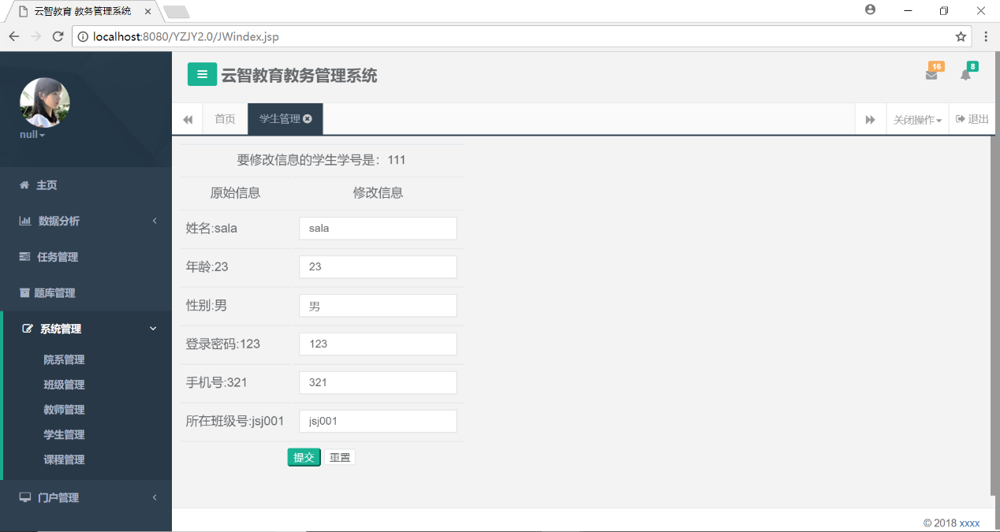 云智教育 教务管理系统
localhost:8080/YZJY2.0/JWindex.jsp
null
云智教育教务管理系统
16
8
首页
学生管理
关闭操作
退出
主页
数据分析
任务管理
题库管理
系统管理
院系管理
班级管理
教师管理
学生管理
课程管理
门户管理
要修改信息的学生学号是：111
原始信息 修改信息
姓名:sala sala
年龄:23 23
性别:男 男
登录密码:123 123
手机号:321 321
所在班级号:jsj001 jsj001
提交 重置
© 2018 xxxx